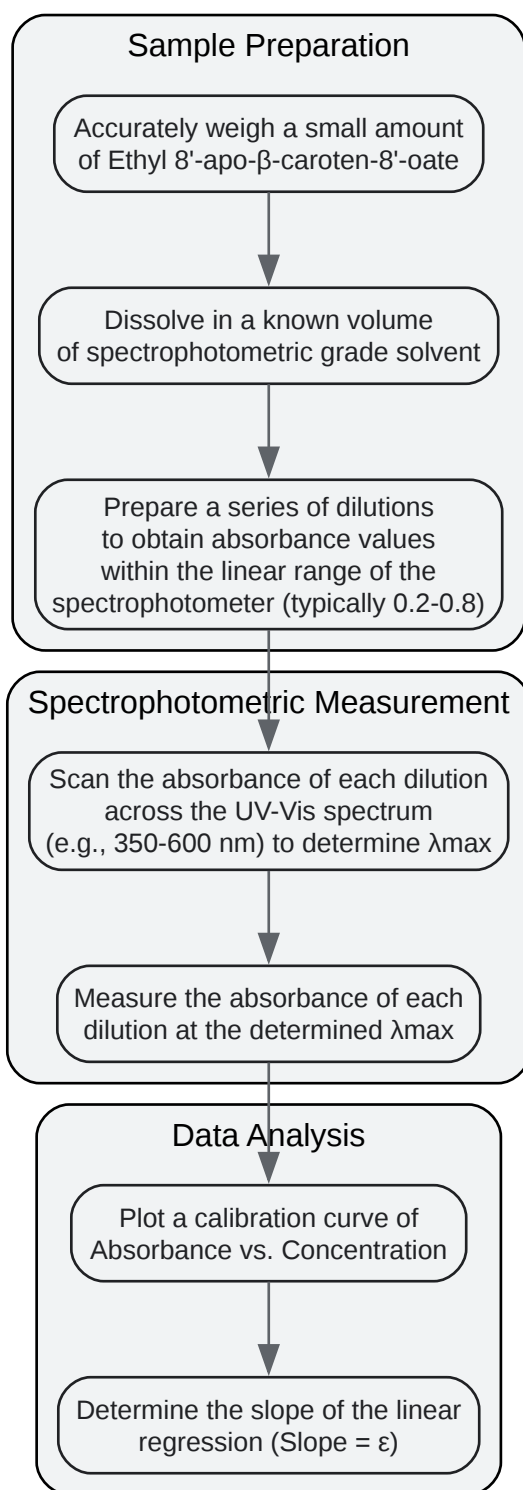 Sample Preparation
Accurately weigh a small amount
of Ethyl 8'-apo-β-caroten-8'-oate
Dissolve in a known volume
of spectrophotometric grade solvent
Prepare a series of dilutions
to obtain absorbance values
within the linear range of the
spectrophotometer (typically 0.2-0.8)
Spectrophotometric Measurement
Scan the absorbance of each dilution
across the UV-Vis spectrum
(e.g., 350-600 nm) to determine λmax
Measure the absorbance of each
dilution at the determined λmax
Data Analysis
Plot a calibration curve of
Absorbance vs. Concentration
Determine the slope of the linear
regression (Slope = ε)